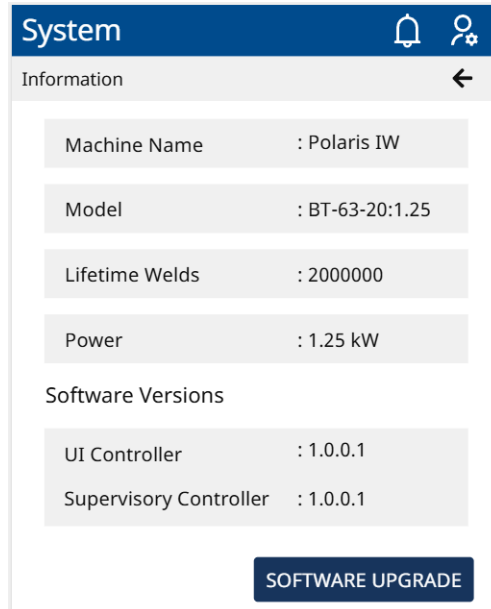 System
Information
Machine Name : Polaris IW
Model : BT-63-20:1.25
Lifetime Welds : 2000000
Power : 1.25 kW
Software Versions
UI Controller : 1.0.0.1
Supervisory Controller : 1.0.0.1
SOFTWARE UPGRADE